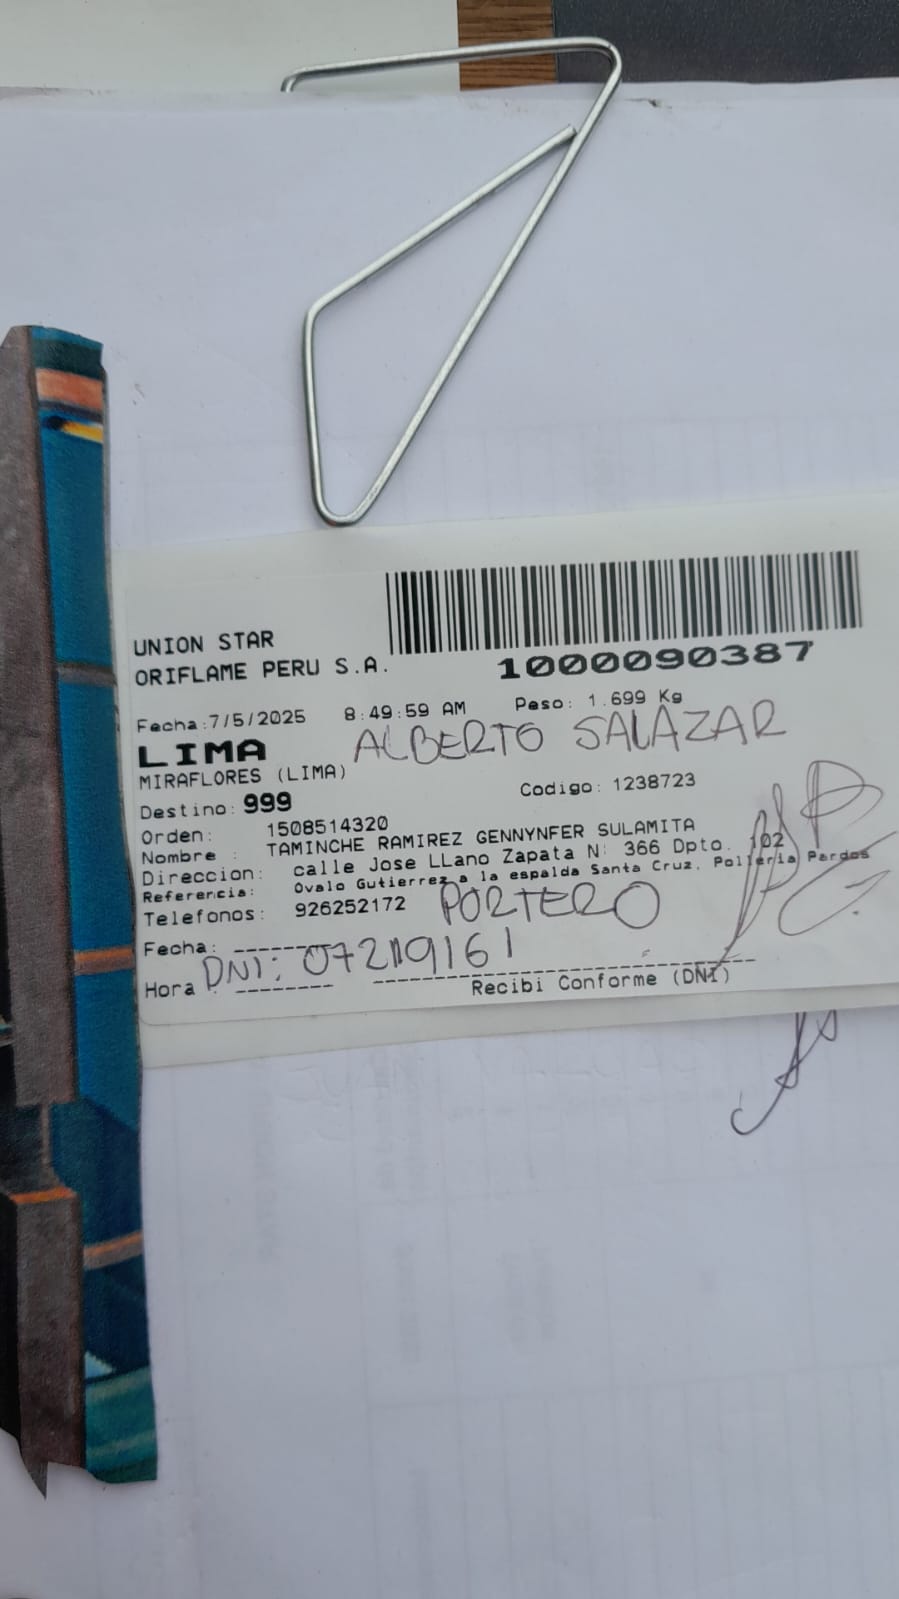 UNION STAR
ORIFLAME PERU S.A.
1000090387
Fecha:7/5/2025 8:49:59 AM Peso: 1.699 Kg
LIMA ALBERTO SALAZAR
MIRAFLORES (LIMA)
Destino: 999 Codigo: 1238723
Orden: 1508514320
Nombre : TAMINCHE RAMIREZ GENNYNFER SULAMITA
Direccion: calle Jose LLano Zapata N: 366 Dpto. 102
Referencia: Ovalo Gutierrez a la espalda Santa Cruz, Polleria Pardos
Telefonos: 926252172 PORTERO
Fecha:
DNI:
Hora
Recibi Conforme (DNI)